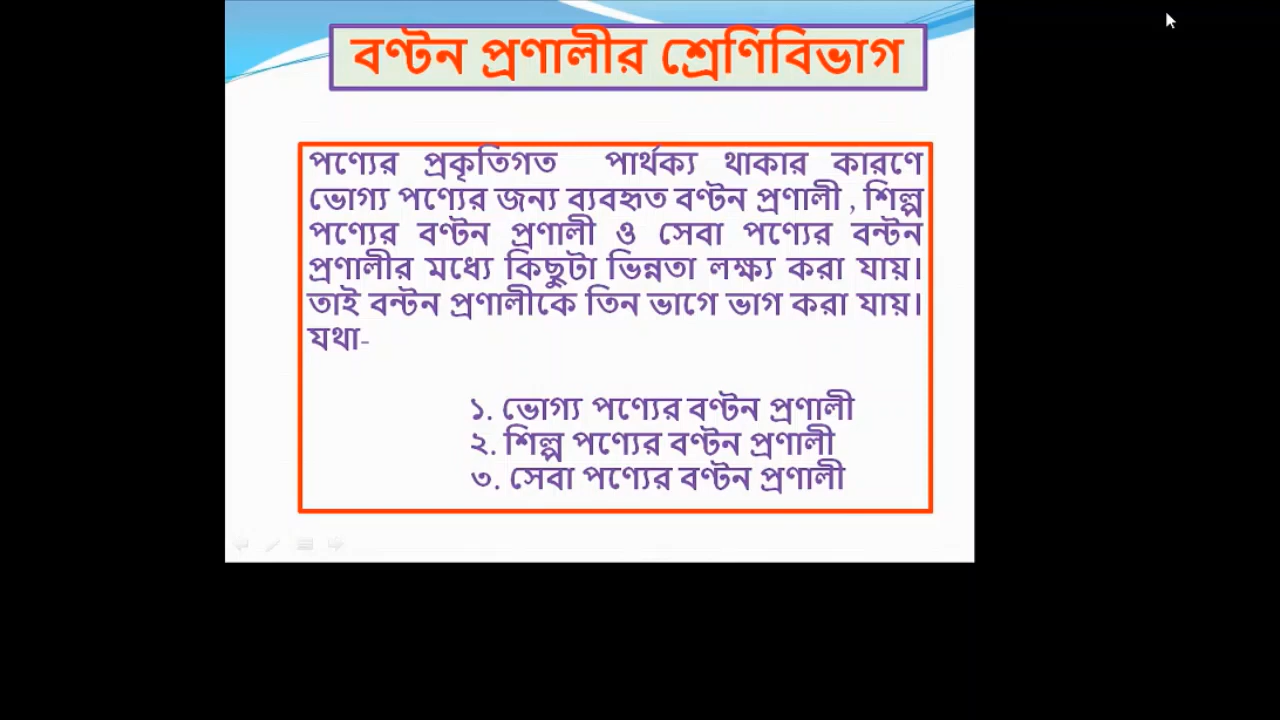 বণ্টন প্রণালীর শ্রেণিবিভাগ
পণ্যের প্রকৃতিগত পার্থক্য থাকার কারণে
ভোগ্য পণ্যের জন্য ব্যবহৃত বণ্টন প্রণালী , শিল্প
পণ্যের বণ্টন প্রণালী ও সেবা পণ্যের বন্টন
প্রণালীর মধ্যে কিছুটা ভিন্নতা লক্ষ্য করা যায়।
তাই বন্টন প্রণালীকে তিন ভাগে ভাগ করা যায়।
যথা-
১. ভোগ্য পণ্যের বণ্টন প্রণালী
২. শিল্প পণ্যের বণ্টন প্রণালী
৩. সেবা পণ্যের বণ্টন প্রণালী